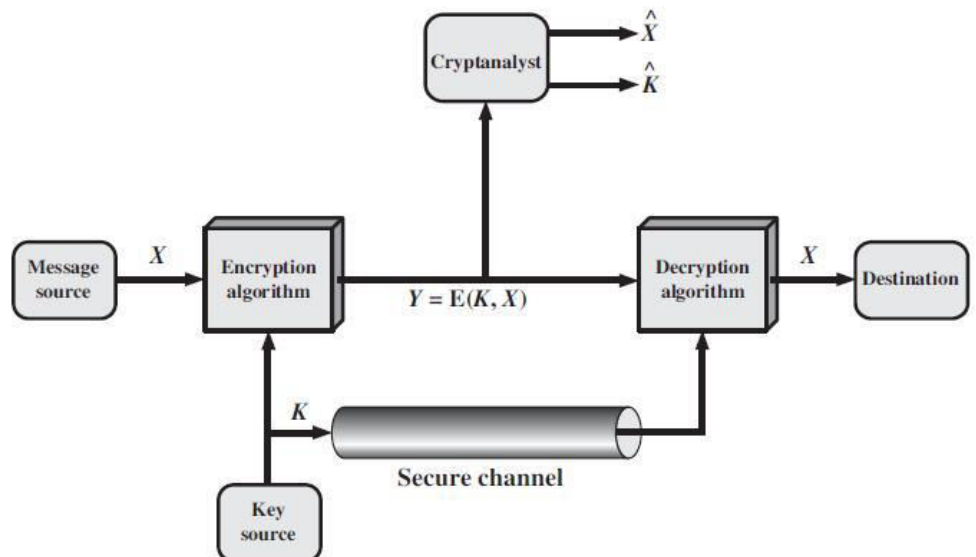 X̂
Cryptanalyst
K̂
Message
source
X
Encryption
algorithm
Y = E(K, X)
Decryption
algorithm
X
Destination
K
Secure channel
Key
source